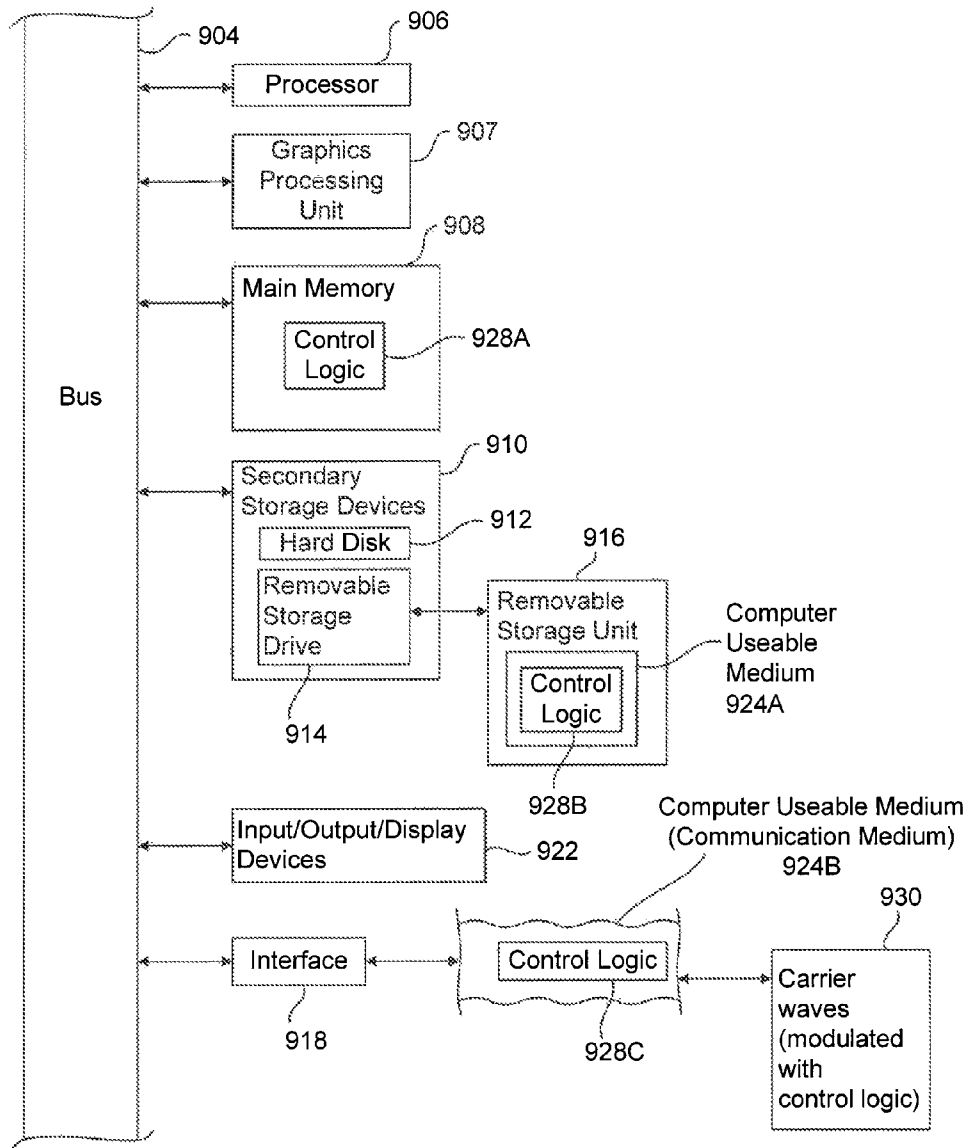 904
906
Processor
907
Graphics
Processing
Unit
908
Main Memory
Control
Logic
928A
Bus
910
Secondary
Storage Devices
912
Hard Disk
Removable
Storage
Drive
914
916
Removable
Storage Unit
Control
Logic
928B
Computer
Useable
Medium
924A
Input/Output/Display
Devices
922
Computer Useable Medium
(Communication Medium)
924B
Interface
918
Control Logic
928C
930
Carrier
waves
(modulated
with
control logic)